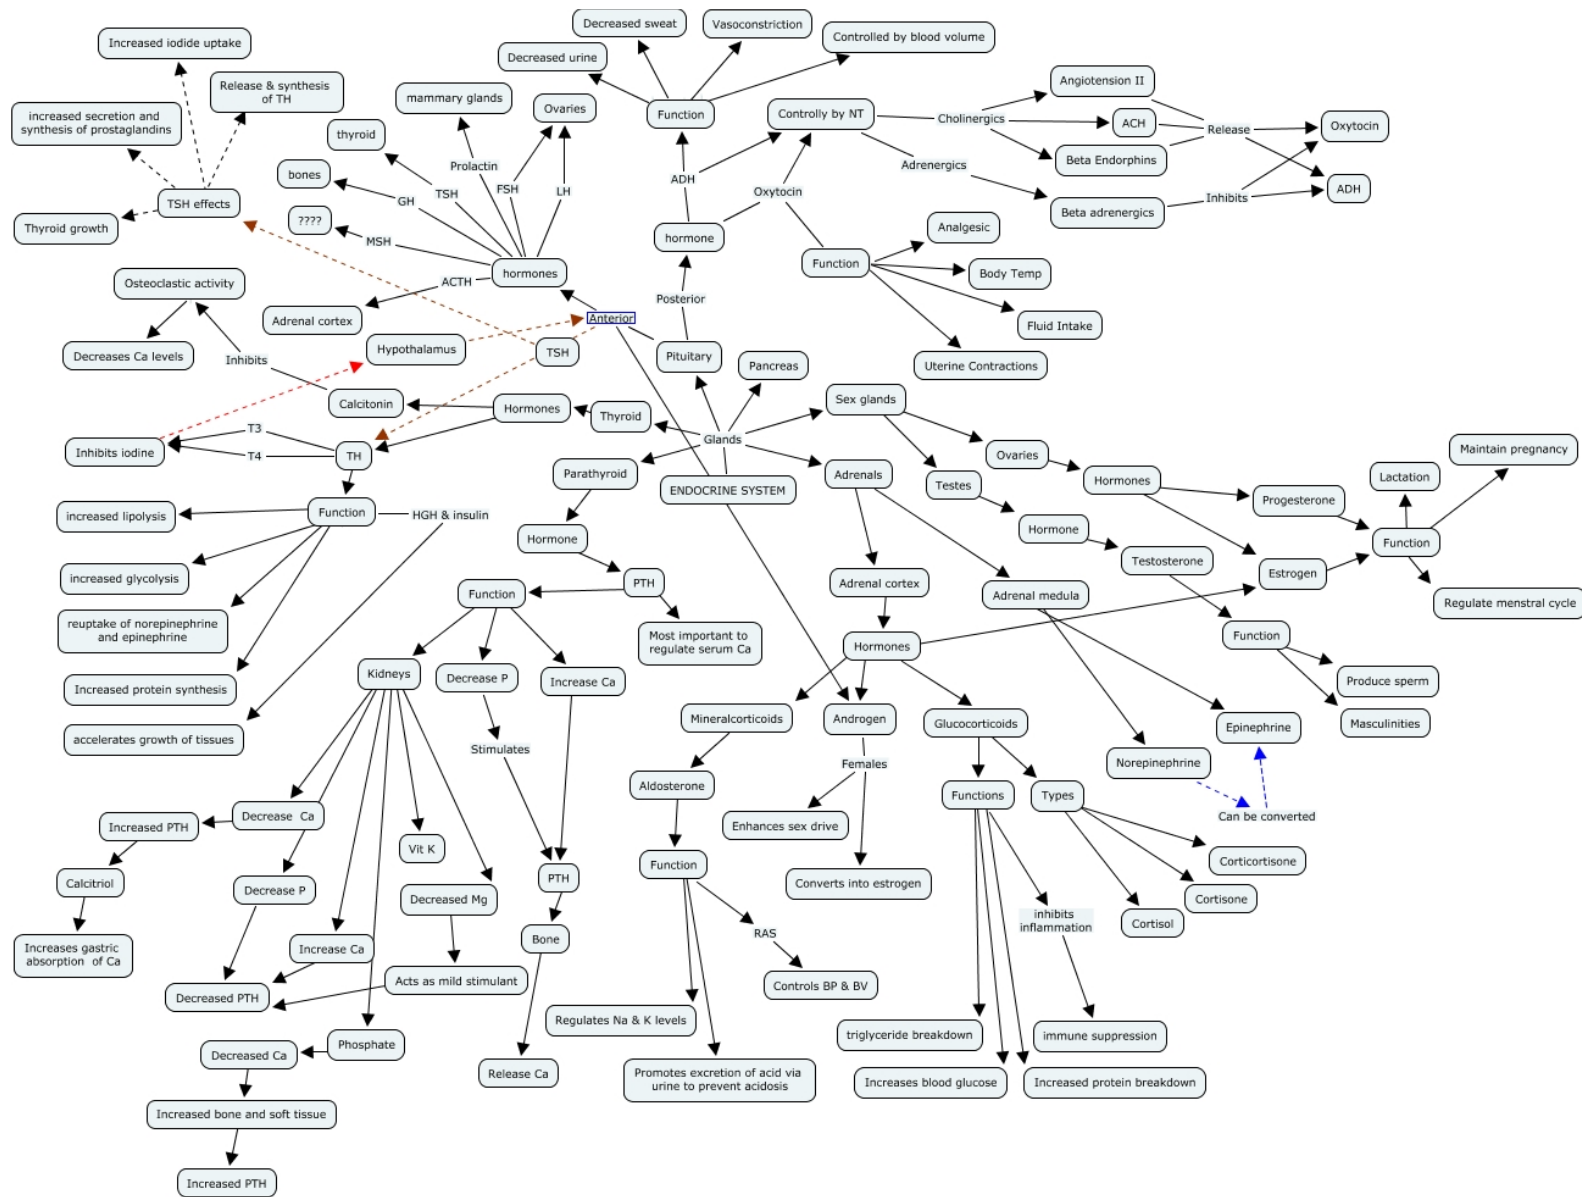 Decreased sweat
Vasoconstriction
Controlled by blood volume
Increased iodide uptake
Decreased urine
Release & synthesis
of TH
mammary glands
Ovaries
Function
Controlly by NT
Angiotension II
Cholinergics
ACH
Release
Oxytocin
increased secretion and
synthesis of prostaglandins
thyroid
Prolactin
Beta Endorphins
Adrenergics
bones
TSH
FSH
LH
ADH
Oxytocin
ADH
Inhibits
TSH effects
GH
Beta adrenergics
Thyroid growth
????
MSH
hormone
Analgesic
hormones
Function
Body Temp
Osteoclastic activity
ACTH
Posterior
Adrenal cortex
Anterior
Fluid Intake
Decreases Ca levels
Inhibits
Hypothalamus
TSH
Pituitary
Pancreas
Uterine Contractions
Calcitonin
Hormones
Thyroid
Sex glands
T3
Glands
Inhibits iodine
T4
TH
Ovaries
Maintain pregnancy
Parathyroid
ENDOCRINE SYSTEM
Adrenals
Testes
Hormones
Lactation
increased lipolysis
Function
HGH & insulin
Progesterone
Hormone
Hormone
Function
increased glycolysis
Function
PTH
Adrenal cortex
Testosterone
Estrogen
Adrenal medula
Regulate menstral cycle
reuptake of norepinephrine
and epinephrine
Most important to
regulate serum Ca
Hormones
Function
Increased protein synthesis
Kidneys
Decrease P
Increase Ca
Produce sperm
accelerates growth of tissues
Mineralcorticoids
Androgen
Glucocorticoids
Epinephrine
Masculinities
Stimulates
Females
Norepinephrine
Aldosterone
Functions
Types
Can be converted
Increased PTH
Decrease  Ca
Enhances sex drive
Vit K
Function
Corticortisone
Calcitriol
Decrease P
Decreased Mg
PTH
Converts into estrogen
Cortisone
inhibits
inflammation
Cortisol
Increases gastric
absorption  of Ca
Increase Ca
Bone
RAS
Decreased PTH
Acts as mild stimulant
Controls BP & BV
Regulates Na & K levels
triglyceride breakdown
immune suppression
Decreased Ca
Phosphate
Release Ca
Promotes excretion of acid via
urine to prevent acidosis
Increases blood glucose
Increased protein breakdown
Increased bone and soft tissue
Increased PTH